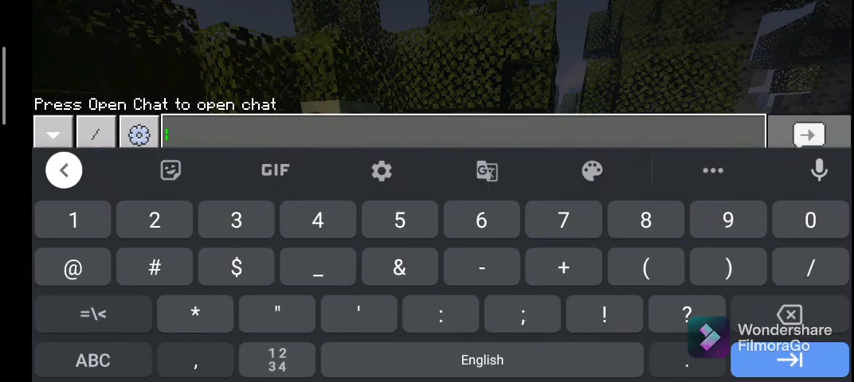 Press Open Chat to open chat
/
GIF
1 2 3 4 5 6 7 8 9 0
@ # $ _ & - + ( ) /
=\< * " ' : ; ! ?
Wondershare
FilmoraGo
ABC , 12 34 English .